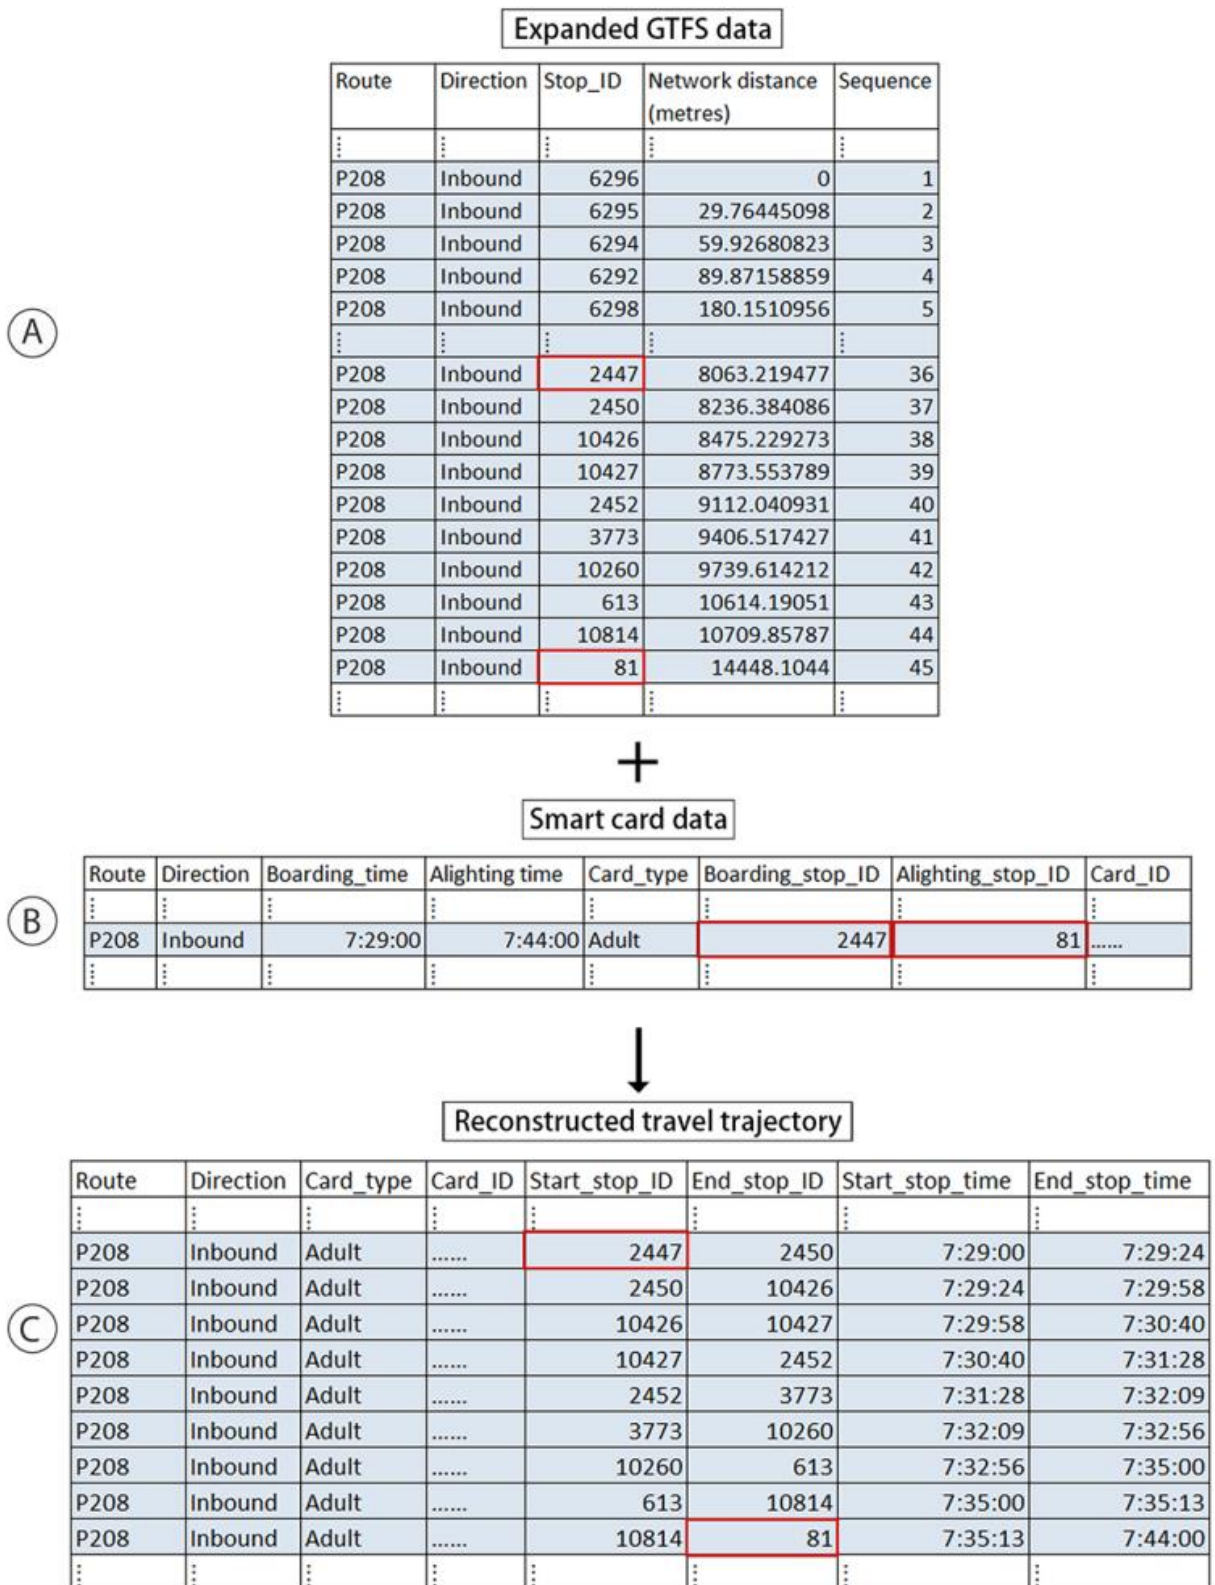 Expanded GTFS data
Route Direction Stop_ID Network distance (metres) Sequence
P208 Inbound 6296 0 1
P208 Inbound 6295 29.76445098 2
P208 Inbound 6294 59.92680823 3
P208 Inbound 6292 89.87158859 4
P208 Inbound 6298 180.1510956 5
A
P208 Inbound 2447 8063.219477 36
P208 Inbound 2450 8236.384086 37
P208 Inbound 10426 8475.229273 38
P208 Inbound 10427 8773.553789 39
P208 Inbound 2452 9112.040931 40
P208 Inbound 3773 9406.517427 41
P208 Inbound 10260 9739.614212 42
P208 Inbound 613 10614.19051 43
P208 Inbound 10814 10709.85787 44
P208 Inbound 81 14448.1044 45
+
Smart card data
Route Direction Boarding_time Alighting time Card_type Boarding_stop_ID Alighting_stop_ID Card_ID
B
P208 Inbound 7:29:00 7:44:00 Adult 2447 81 ......
Reconstructed travel trajectory
Route Direction Card_type Card_ID Start_stop_ID End_stop_ID Start_stop_time End_stop_time
P208 Inbound Adult ...... 2447 2450 7:29:00 7:29:24
P208 Inbound Adult ...... 2450 10426 7:29:24 7:29:58
C
P208 Inbound Adult ...... 10426 10427 7:29:58 7:30:40
P208 Inbound Adult ...... 10427 2452 7:30:40 7:31:28
P208 Inbound Adult ...... 2452 3773 7:31:28 7:32:09
P208 Inbound Adult ...... 3773 10260 7:32:09 7:32:56
P208 Inbound Adult ...... 10260 613 7:32:56 7:35:00
P208 Inbound Adult ...... 613 10814 7:35:00 7:35:13
P208 Inbound Adult ...... 10814 81 7:35:13 7:44:00